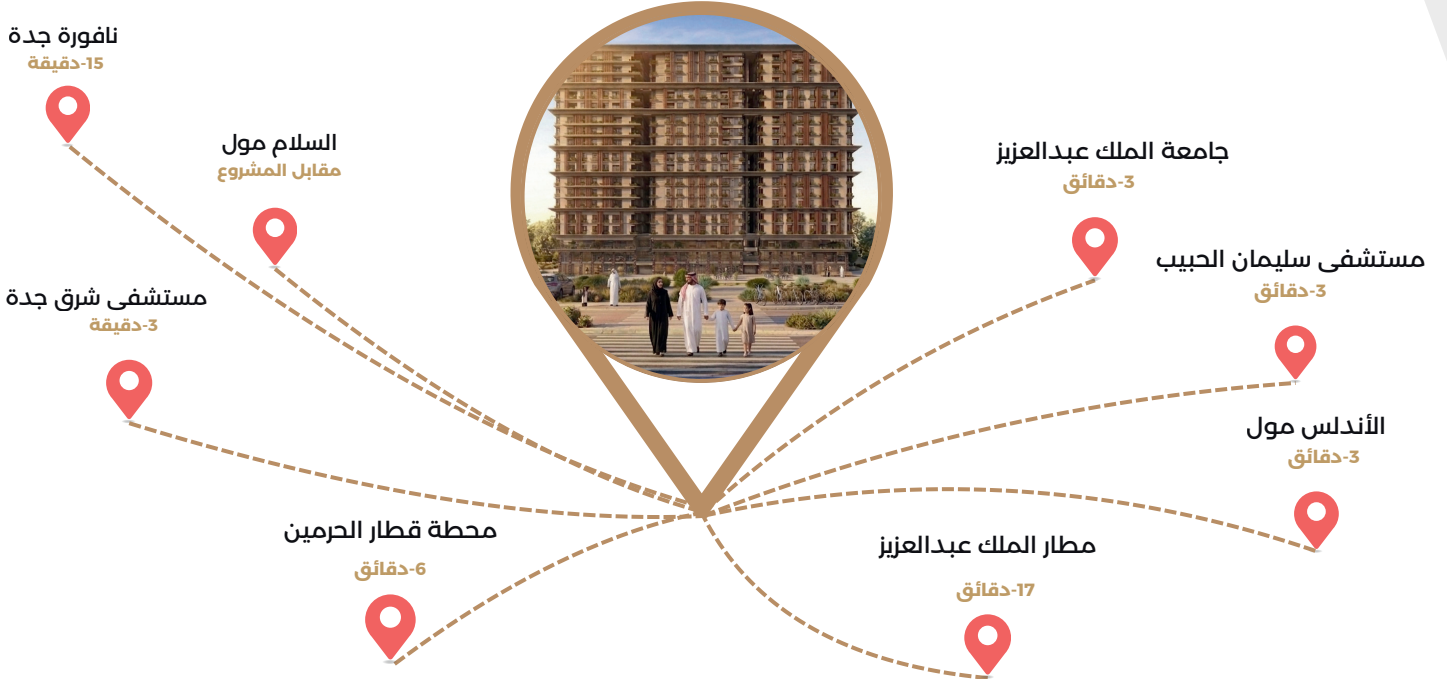 نافورة جدة
15-دقيقة
السلام مول
مقابل المشروع
جامعة الملك عبدالعزيز
3-دقائق
مستشفى سليمان الحبيب
3-دقائق
مستشفى شرق جدة
3-دقيقة
الأندلس مول
3-دقائق
محطة قطار الحرمين
6-دقائق
مطار الملك عبدالعزيز
17-دقائق